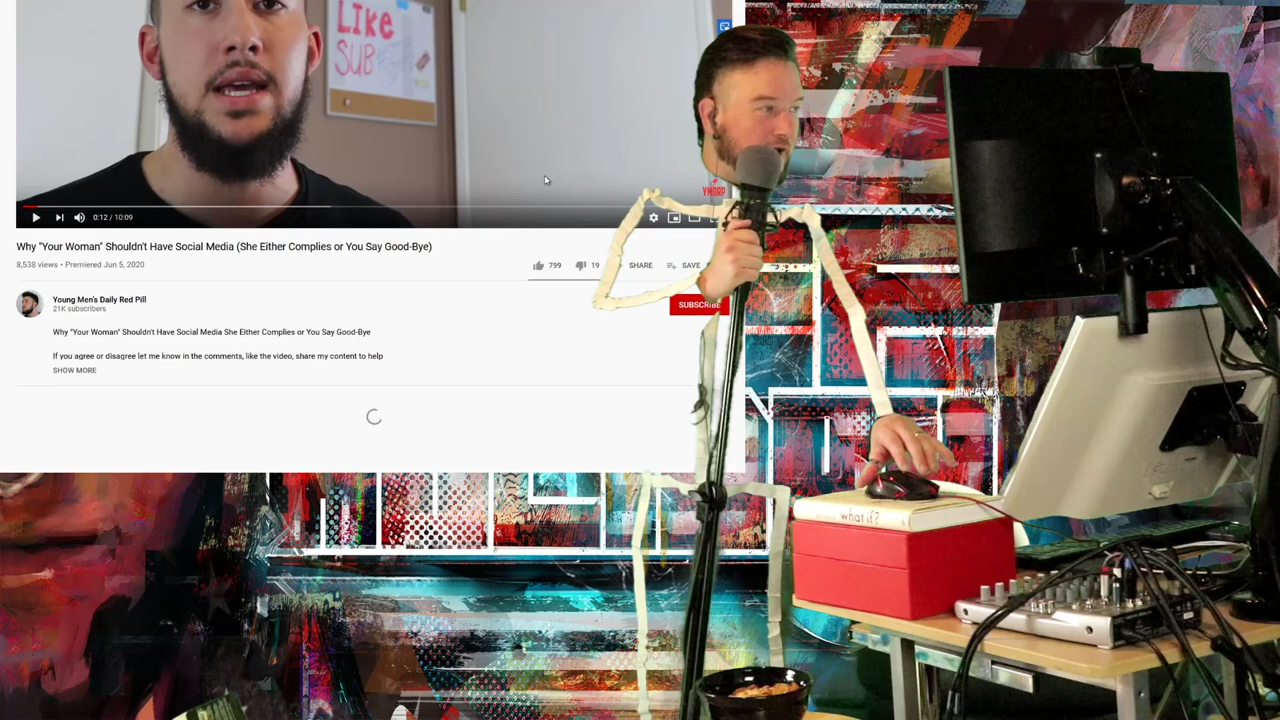 LIKE
SUB
YMDRP
0:12 / 10:09
Why "Your Woman" Shouldn't Have Social Media (She Either Complies or You Say Good-Bye)
8,538 views • Premiered Jun 5, 2020
799
19
SHARE
SAVE
Young Men's Daily Red Pill
21K subscribers
SUBSCRIBE
Why "Your Woman" Shouldn't Have Social Media She Either Complies or You Say Good-Bye
If you agree or disagree let me know in the comments, like the video, share my content to help
SHOW MORE
what if?